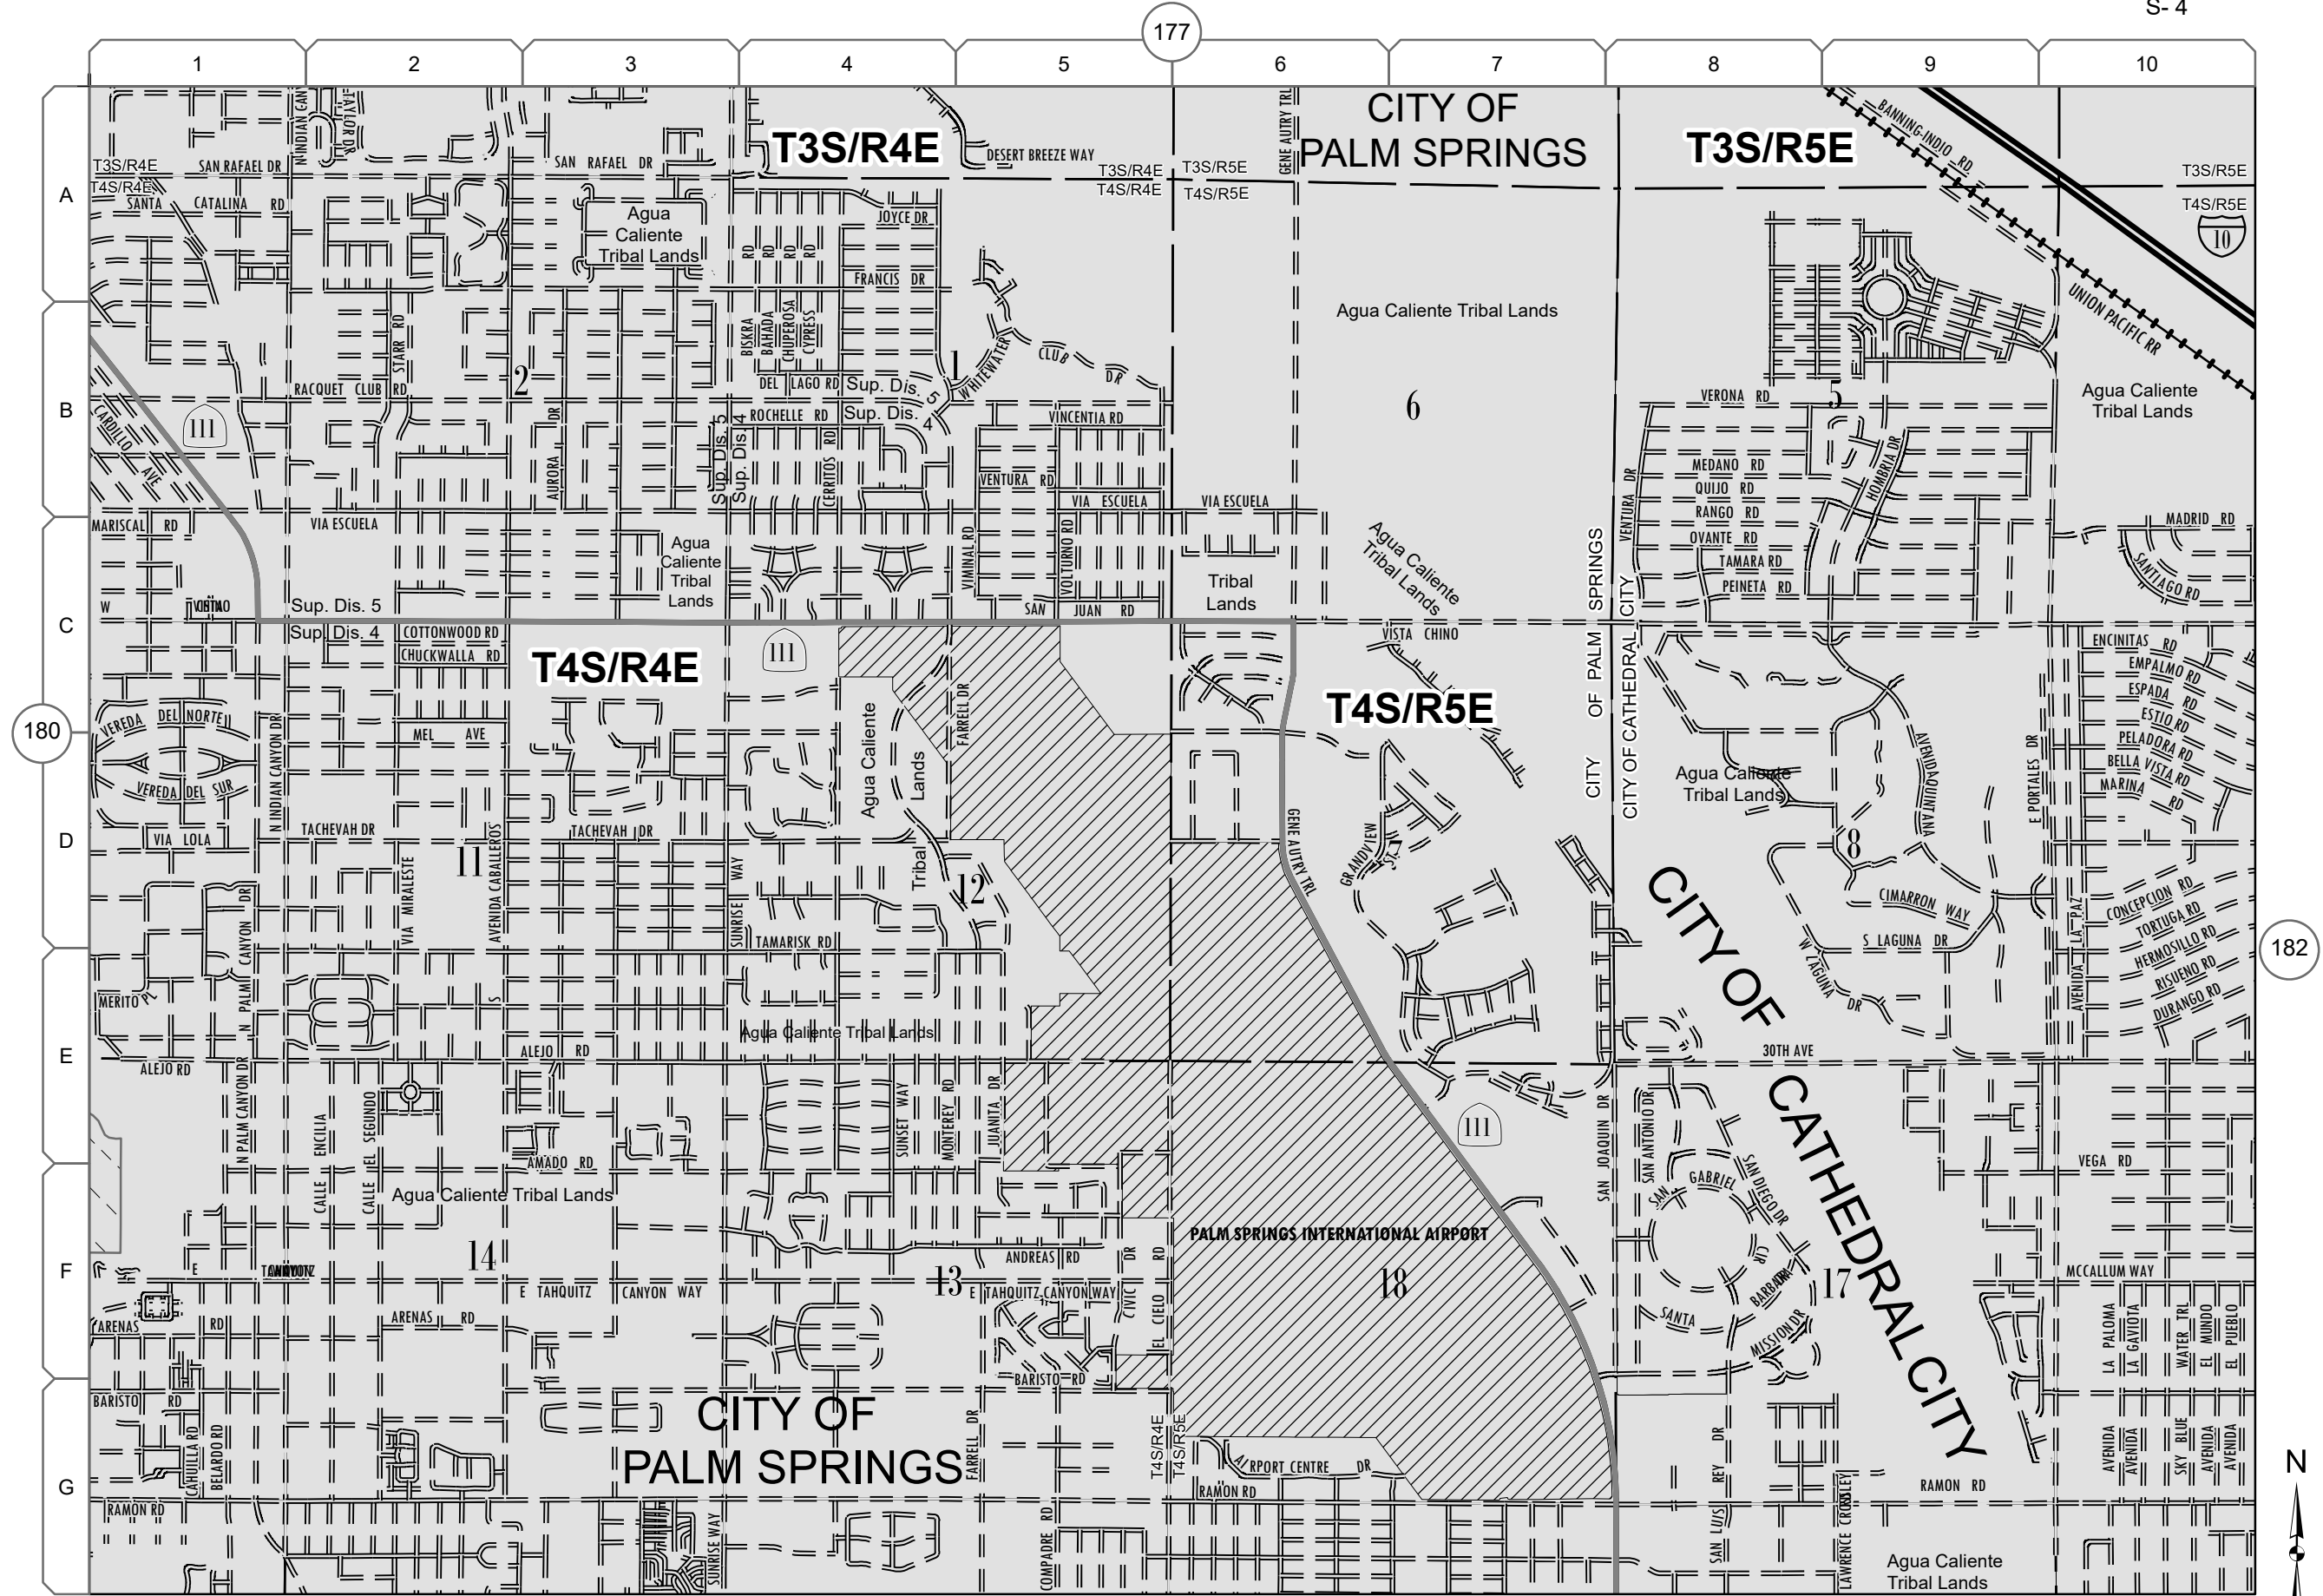 S- 4
177
1 2 3 4 5 6 7 8 9 10
CITY OF
PALM SPRINGS
T3S/R4E
T3S/R5E
BANNING-INDIO RD
N INDIAN CAN
TAYLOR DR
GENE AUTRY TRL
DESERT BREEZE WAY
T3S/R4E
SAN RAFAEL DR
SAN RAFAEL DR
T3S/R4E
T3S/R5E
T3S/R5E
T4S/R4E
T4S/R4E
T4S/R5E
T4S/R5E
A
SANTA CATALINA RD
Agua
Caliente
Tribal Lands
JOYCE DR
10
FRANCIS DR
BISKRA RD
BAHADA RD
CHUPEROSA RD
CYPRESS RD
Agua Caliente Tribal Lands
UNION PACIFIC RR
STARR RD
CLUB DR
WHITEWATER
1
2
RACQUET CLUB RD
DEL LAGO RD
Sup. Dis. 5
Sup. Dis. 4
6
5
VERONA RD
Agua Caliente
Tribal Lands
B
CARDILLO AVE
111
AURORA DR
Sup. Dis. 5
Sup. Dis. 4
ROCHELLE RD
CERRITOS RD
VINCENTIA RD
VENTURA RD
MEDANO RD
QUIJO RD
RANGO RD
OVANTE RD
TAMARA RD
PEINETA RD
HOMBRIA DR
VENTURA DR
MARISCAL RD
VIA ESCUELA
VIA ESCUELA
VIA ESCUELA
MADRID RD
SANTIAGO RD
VIMINAL RD
VOLTURNO RD
Agua
Caliente
Tribal
Lands
Tribal
Lands
Agua Caliente
Tribal Lands
CITY OF PALM SPRINGS
CITY OF CATHEDRAL CITY
C
W
Sup. Dis. 5
Sup. Dis. 4
SAN JUAN RD
COTTONWOOD RD
CHUCKWALLA RD
T4S/R4E
111
VISTA CHINO
ENCINITAS RD
EMPALMO RD
ESPADA RD
ESTIO RD
PELADORA RD
BELLA VISTA RD
MARINA RD
T4S/R5E
180
VEREDA DEL NORTE
VEREDA DEL SUR
N INDIAN CANYON DR
MEL AVE
Agua Caliente
Tribal Lands
FARRELL DR
Agua Caliente
Tribal Lands
AVENIDA QUINTANA
E PORTALES DR
D
VIA LOLA
TACHEVAH DR
TACHEVAH DR
11
12
7
8
GENE AUTRY TRL
GRANDVIEW ST
VIA MIRALESTE
AVENIDA CABALLEROS
SUNRISE WAY
TAMARISK RD
CIMARRON WAY
S LAGUNA DR
W LAGUNA DR
AVENIDA LA PAZ
CONCEPCION RD
TORTUGA RD
HERMOSILLO RD
RISUENO RD
DURANGO RD
182
CITY OF
CATHEDRAL CITY
N PALM CANYON DR
MERITO PL
Agua Caliente Tribal Lands
E
ALEJO RD
ALEJO RD
30TH AVE
N PALM CANYON DR
CALLE ENCILIA
CALLE EL SEGUNDO
SUNSET WAY
MONTEREY RD
JUANITA DR
111
SAN JOAQUIN DR
SAN ANTONIO DR
AMADO RD
Agua Caliente Tribal Lands
SAN GABRIEL CIR
SAN DIEGO DR
VEGA RD
PALM SPRINGS INTERNATIONAL AIRPORT
14
13
18
17
F
E
ANDREAS RD
E TAHQUITZ CANYON WAY
E TAHQUITZ CANYON WAY
CIVIC DR
EL CIELO RD
MCCALLUM WAY
ARENAS RD
ARENAS RD
SANTA BARBARA
MISSION DR
LA PALOMA
LA GAVIOTA
WATER TRL
EL MUNDO
EL PUEBLO
BARISTO RD
BARISTO RD
CITY OF
PALM SPRINGS
CAHUILLA RD
BELARDO RD
FARRELL DR
T4S/R4E
T4S/R5E
AVENIDA
AVENIDA
SKY BLUE
AVENIDA
AVENIDA
N
G
AIRPORT CENTRE DR
RAMON RD
RAMON RD
RAMON RD
SUNRISE WAY
COMPADRE RD
SAN LUIS REY DR
LAWRENCE CROSSLEY
Agua Caliente
Tribal Lands